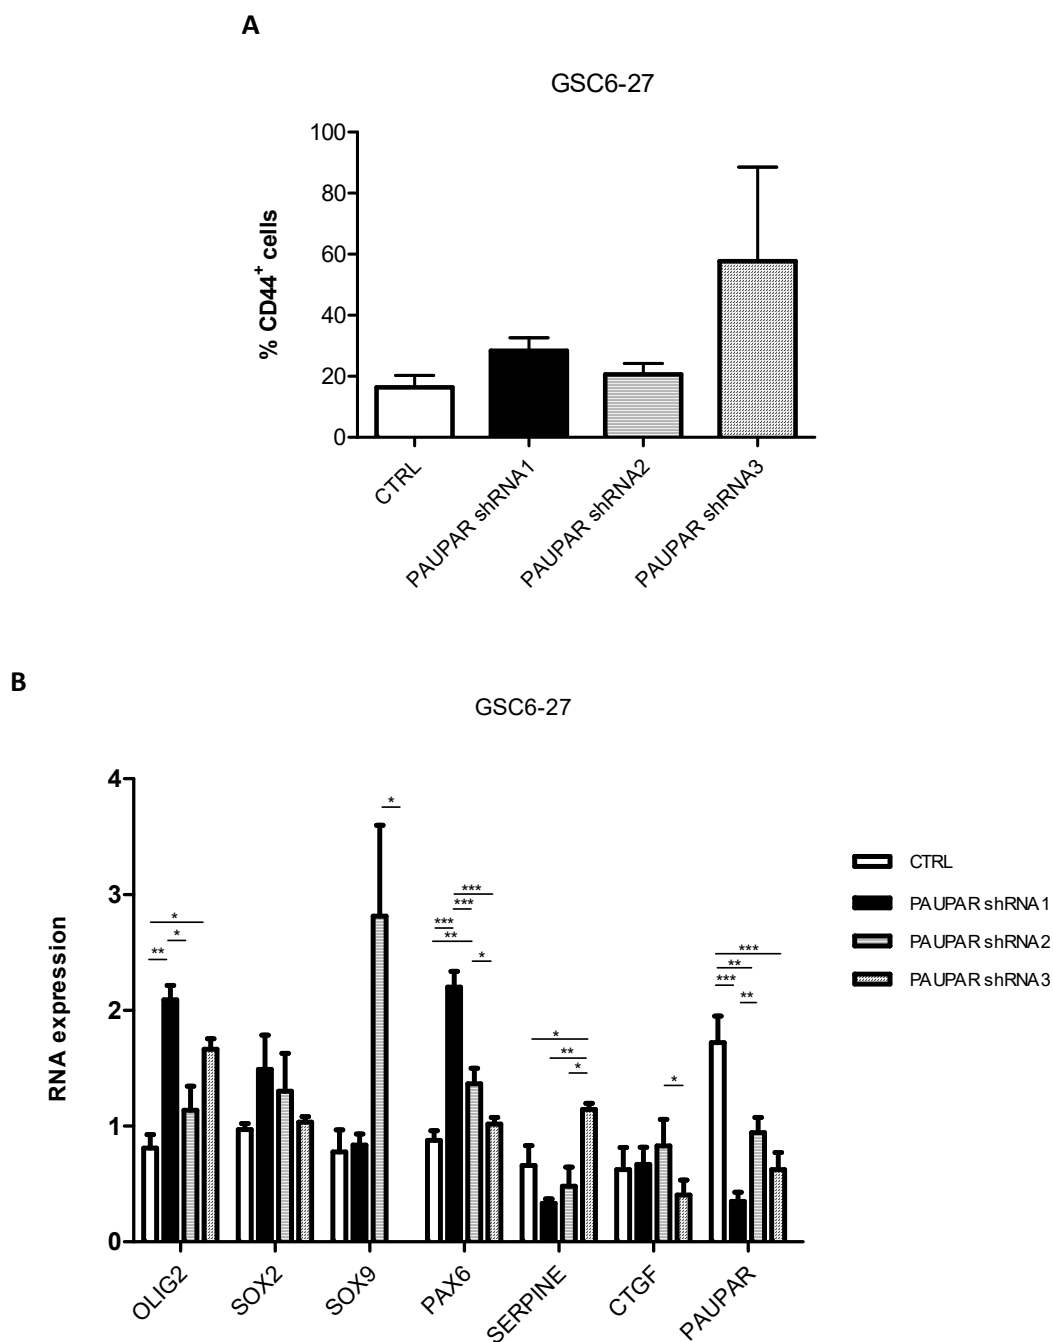 A
GSC6-27
100
80
60
40
20
0
% CD44+ cells
CTRL
PAUPAR shRNA1
PAUPAR shRNA2
PAUPAR shRNA3
B
GSC6-27
4
3
2
1
0
RNA expression
*
*
**
*
***
***
***
**
*
*
**
*
*
***
**
***
**
OLIG2
SOX2
SOX9
PAX6
SERPINE
CTGF
PAUPAR
CTRL
PAUPAR shRNA1
PAUPAR shRNA2
PAUPAR shRNA3